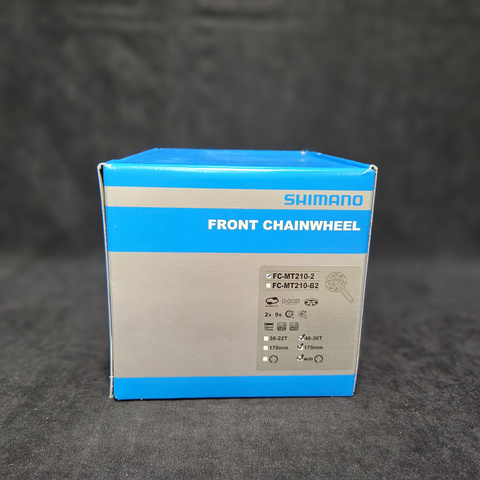 SHIMANO
FRONT CHAINWHEEL
FC-MT210-2
FC-MT210-B2
2x 9s
36-22T 46-30T
170mm 175mm
W/O